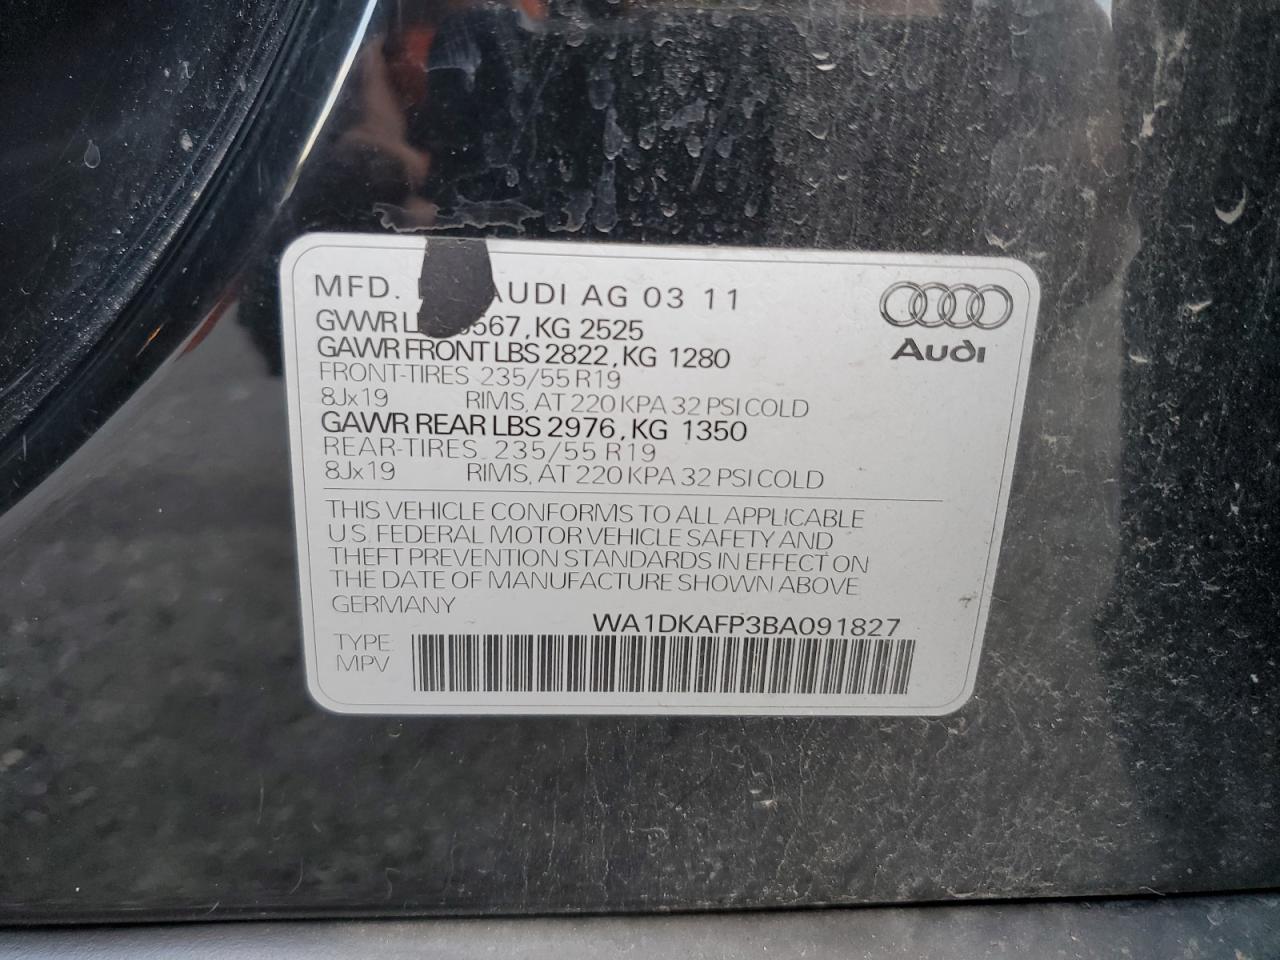 MFD. AUDI AG 03 11
GVWR KG 2525
GAWR FRONT LBS 2822, KG 1280
FRONT-TIRES 235/55 R19
8Jx19 RIMS, AT 220 KPA 32 PSI COLD
GAWR REAR LBS 2976, KG 1350
REAR-TIRES 235/55 R19
8Jx19 RIMS, AT 220 KPA 32 PSI COLD
Audi
THIS VEHICLE CONFORMS TO ALL APPLICABLE
U.S. FEDERAL MOTOR VEHICLE SAFETY AND
THEFT PREVENTION STANDARDS IN EFFECT ON
THE DATE OF MANUFACTURE SHOWN ABOVE
GERMANY
WA1DKAFP3BA091827
TYPE:
MPV